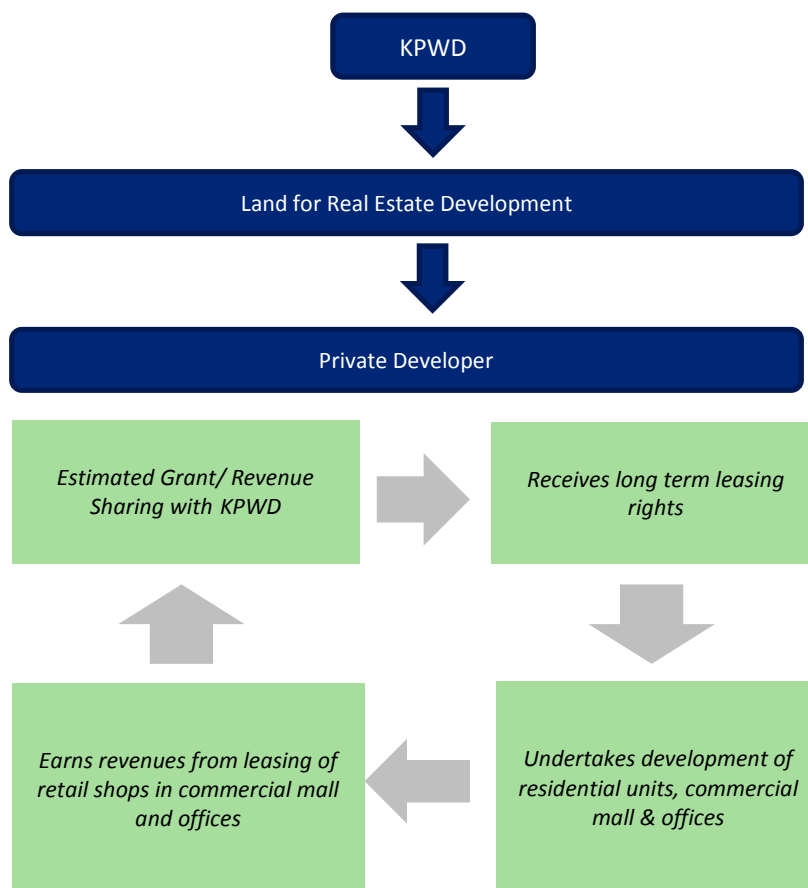 KPWD
Land for Real Estate Development
Private Developer
Estimated Grant/ Revenue
Sharing with KPWD
Receives long term leasing
rights
Earns revenues from leasing of
retail shops in commercial mall
and offices
Undertakes development of
residential units, commercial
mall & offices